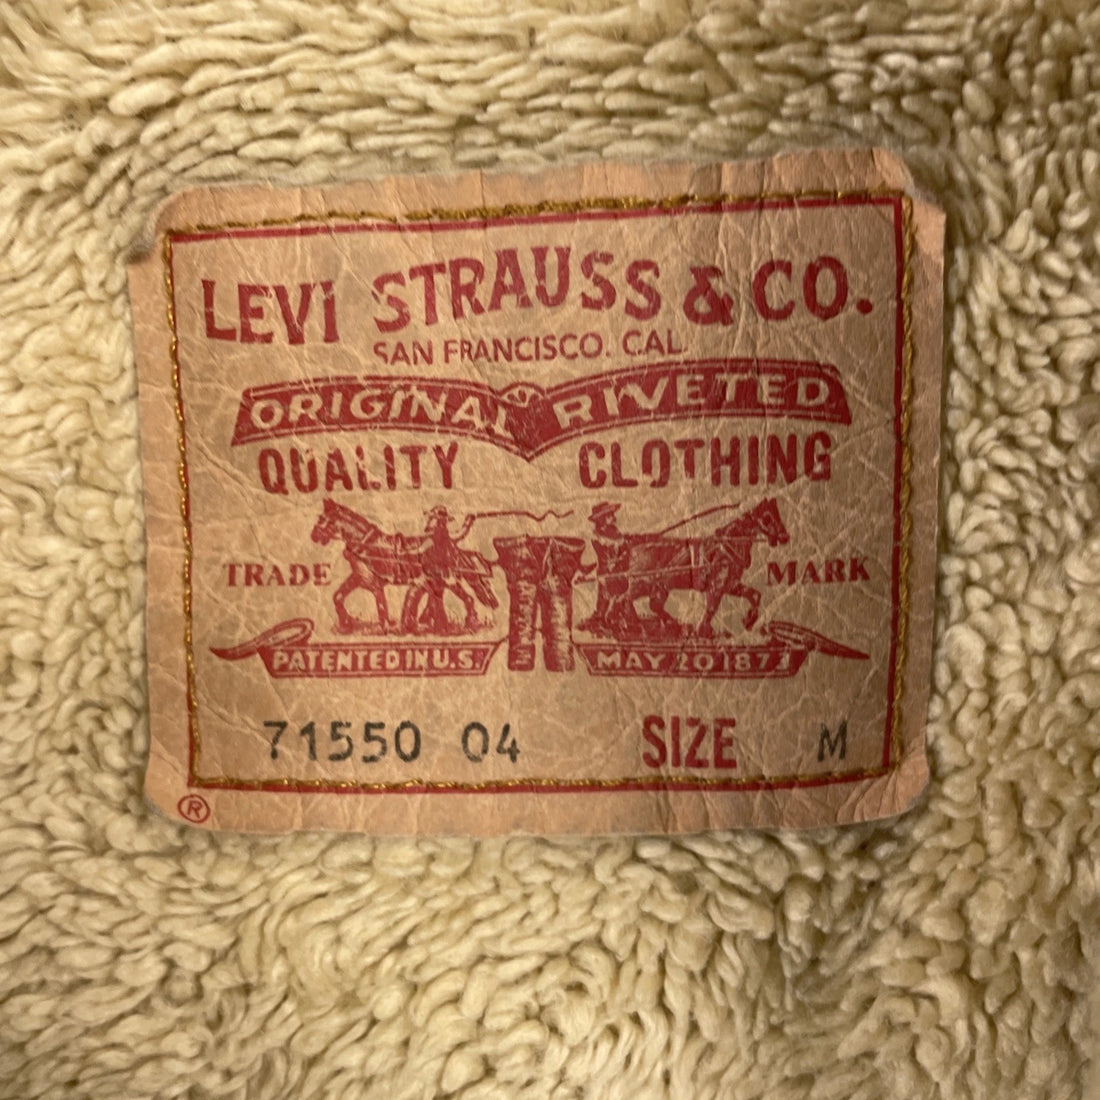 LEVI STRAUSS & CO.
SAN FRANCISCO. CAL.
ORIGINAL RIVETED
QUALITY CLOTHING
TRADE MARK
PATENTED IN U.S. MAY 20 1873
71550 04 SIZE M
®